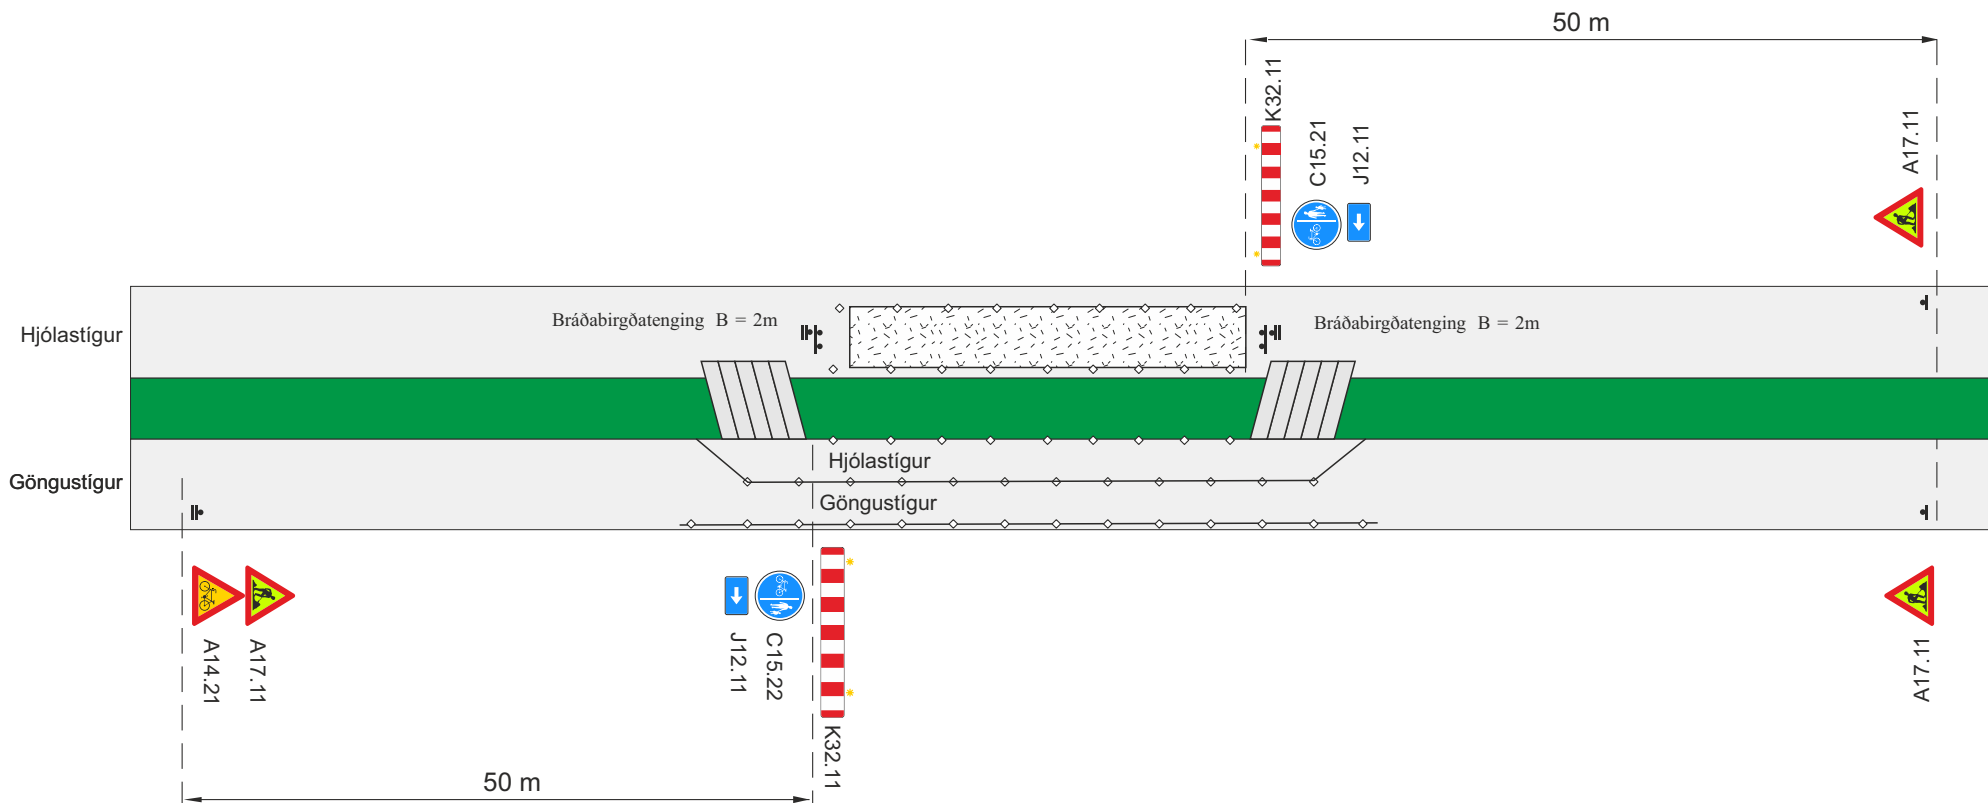 50 m
K32.11
C15.21
J12.11
A17.11
Bráðabirgðatenging B = 2m
Bráðabirgðatenging B = 2m
Hjólastígur
Hjólastígur
Göngustígur
Göngustígur
A14.21
A17.11
J12.11
C15.22
K32.11
A17.11
50 m